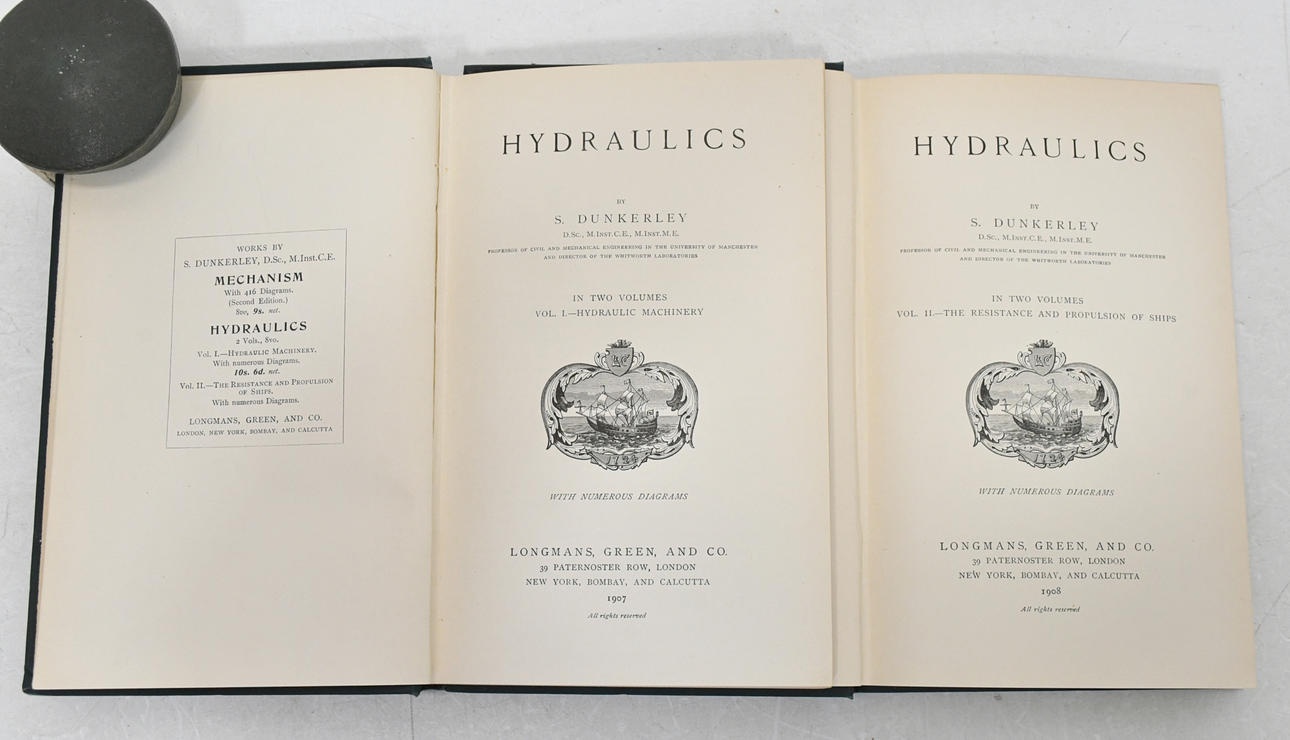 WORKS BY
S. DUNKERLEY, D.Sc., M.Inst.C.E.
MECHANISM
With 416 Diagrams.
(Second Edition.)
8vo, 9s. net.
HYDRAULICS
2 Vols., 8vo.
Vol. I.—Hydraulic Machinery.
With numerous Diagrams.
10s. 6d. net.
Vol. II.—The Resistance and Propulsion
of Ships.
With numerous Diagrams.
LONGMANS, GREEN, AND CO.
LONDON, NEW YORK, BOMBAY, AND CALCUTTA
HYDRAULICS
BY
S. DUNKERLEY
D.Sc., M.Inst.C.E., M.Inst.M.E.
PROFESSOR OF CIVIL AND MECHANICAL ENGINEERING IN THE UNIVERSITY OF MANCHESTER
AND DIRECTOR OF THE WHITWORTH LABORATORIES
IN TWO VOLUMES
VOL. I.—HYDRAULIC MACHINERY
1724
WITH NUMEROUS DIAGRAMS
LONGMANS, GREEN, AND CO.
39 PATERNOSTER ROW, LONDON
NEW YORK, BOMBAY, AND CALCUTTA
1907
All rights reserved
HYDRAULICS
BY
S. DUNKERLEY
D.Sc., M.Inst.C.E., M.Inst.M.E.
PROFESSOR OF CIVIL AND MECHANICAL ENGINEERING IN THE UNIVERSITY OF MANCHESTER
AND DIRECTOR OF THE WHITWORTH LABORATORIES
IN TWO VOLUMES
VOL. II.—THE RESISTANCE AND PROPULSION OF SHIPS
1724
WITH NUMEROUS DIAGRAMS
LONGMANS, GREEN, AND CO.
39 PATERNOSTER ROW, LONDON
NEW YORK, BOMBAY, AND CALCUTTA
1908
All rights reserved